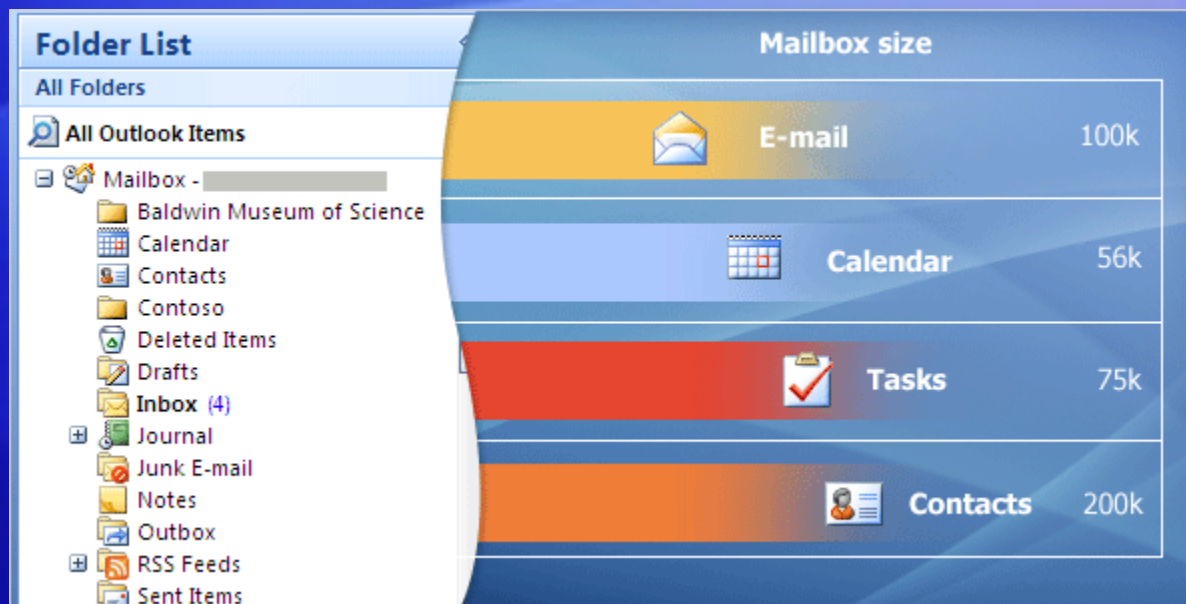 Folder List
All Folders
All Outlook Items
Mailbox -
Baldwin Museum of Science
Calendar
Contacts
Contoso
Deleted Items
Drafts
Inbox (4)
Journal
Junk E-mail
Notes
Outbox
RSS Feeds
Sent Items
Mailbox size
E-mail 100k
Calendar 56k
Tasks 75k
Contacts 200k